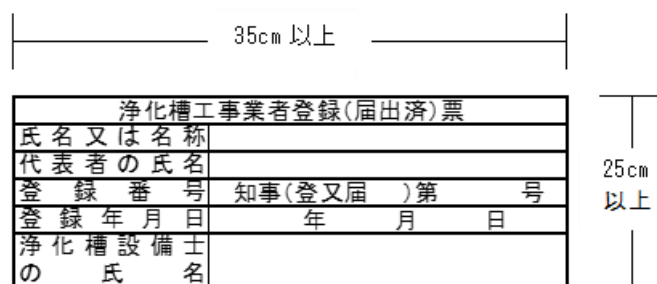 35cm 以上
浄化槽工事業者登録(届出済)票
氏名又は名称
代表者の氏名
登録番号 知事(登又届 )第 号
登録年月日 年 月 日
浄化槽設備士
の氏名
25cm
以上